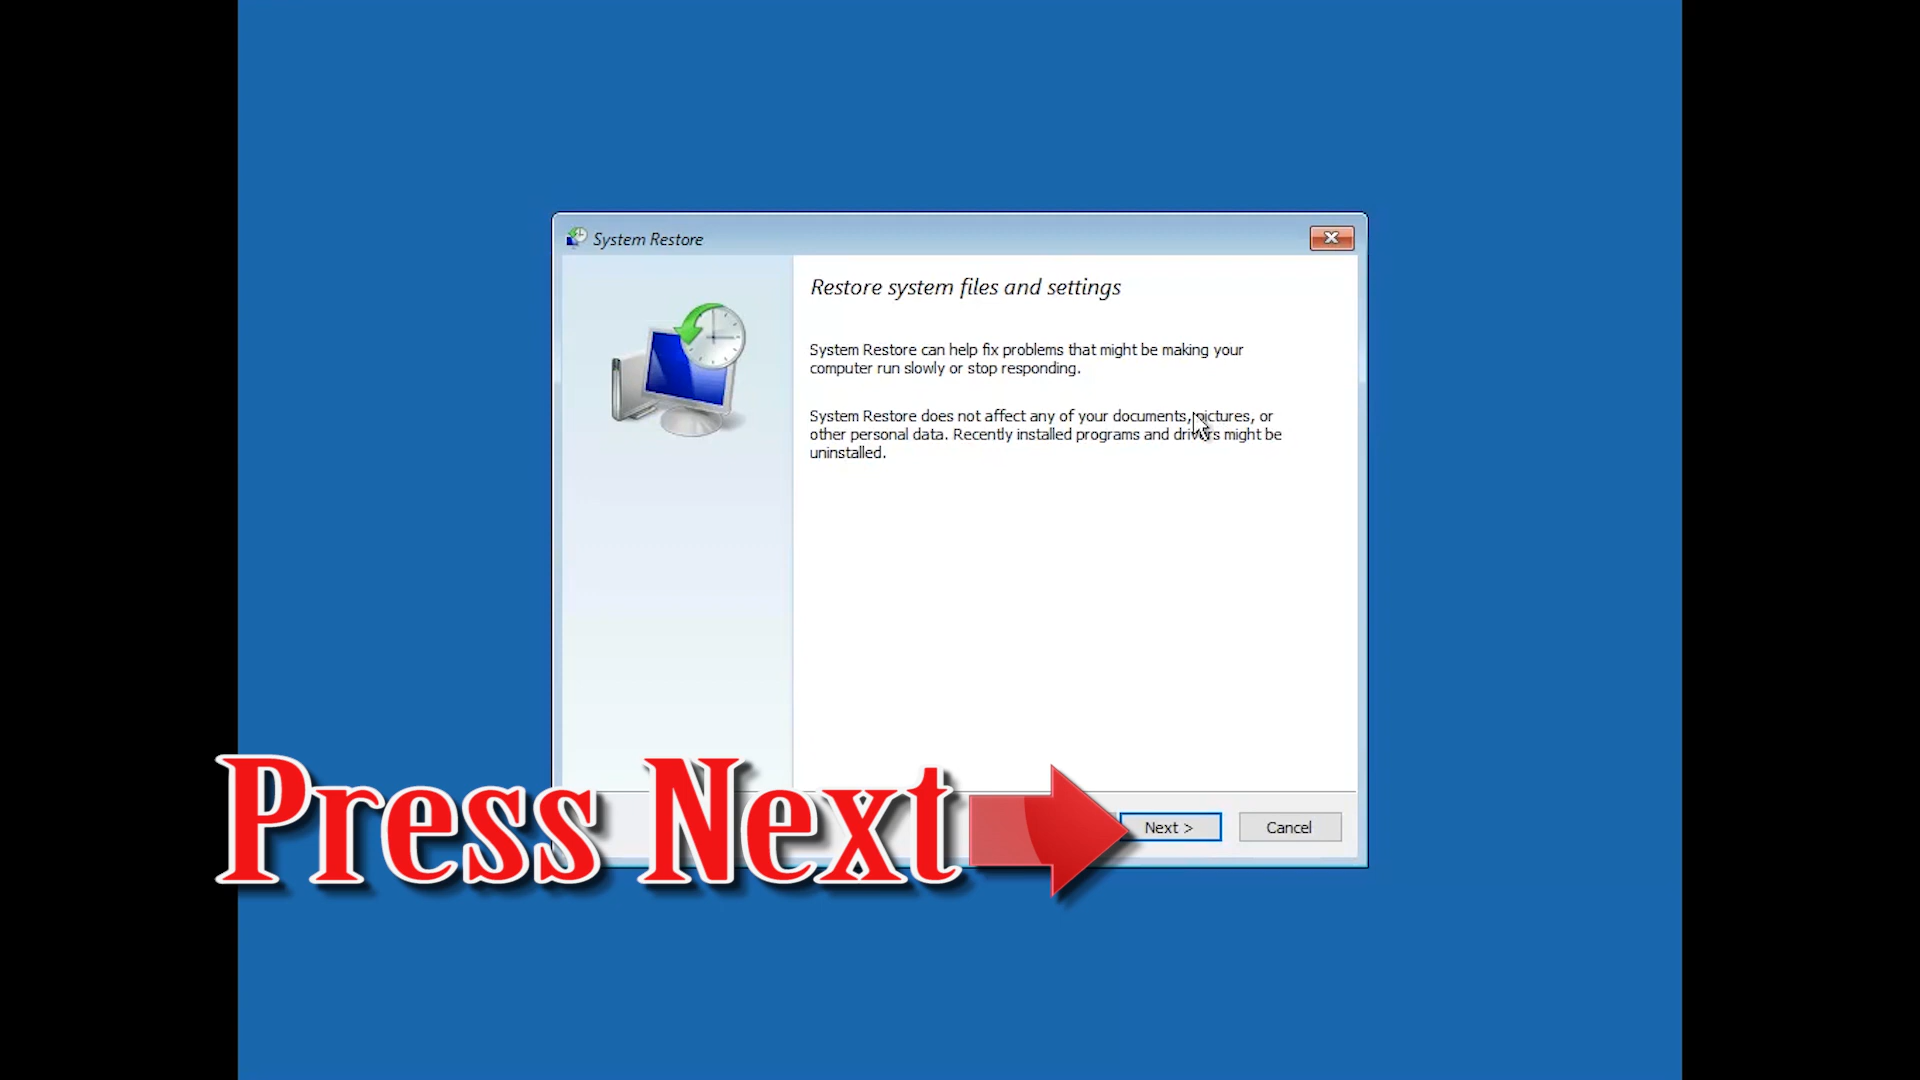 System Restore
Restore system files and settings
System Restore can help fix problems that might be making your
computer run slowly or stop responding.
System Restore does not affect any of your documents, pictures, or
other personal data. Recently installed programs and drivers might be
uninstalled.
Press Next
Next >
Cancel